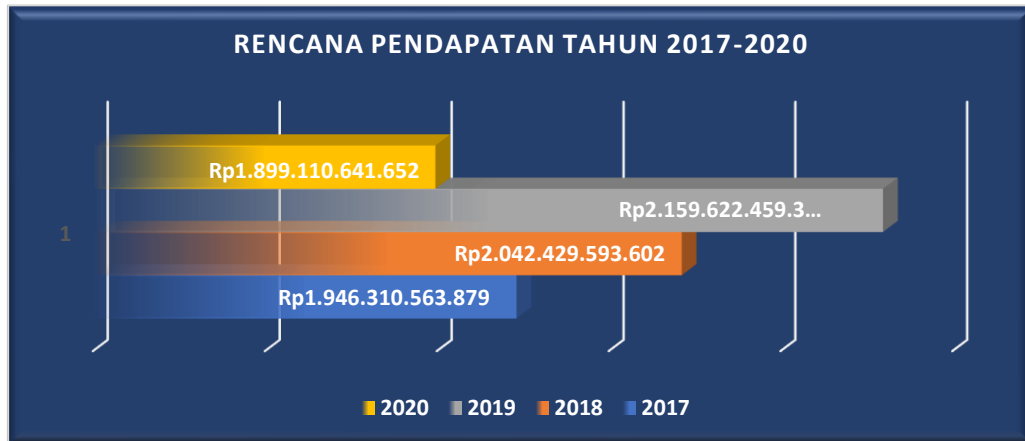 RENCANA PENDAPATAN TAHUN 2017-2020
Rp1.899.110.641.652
Rp2.159.622.459.3...
1
Rp2.042.429.593.602
Rp1.946.310.563.879
2020 2019 2018 2017